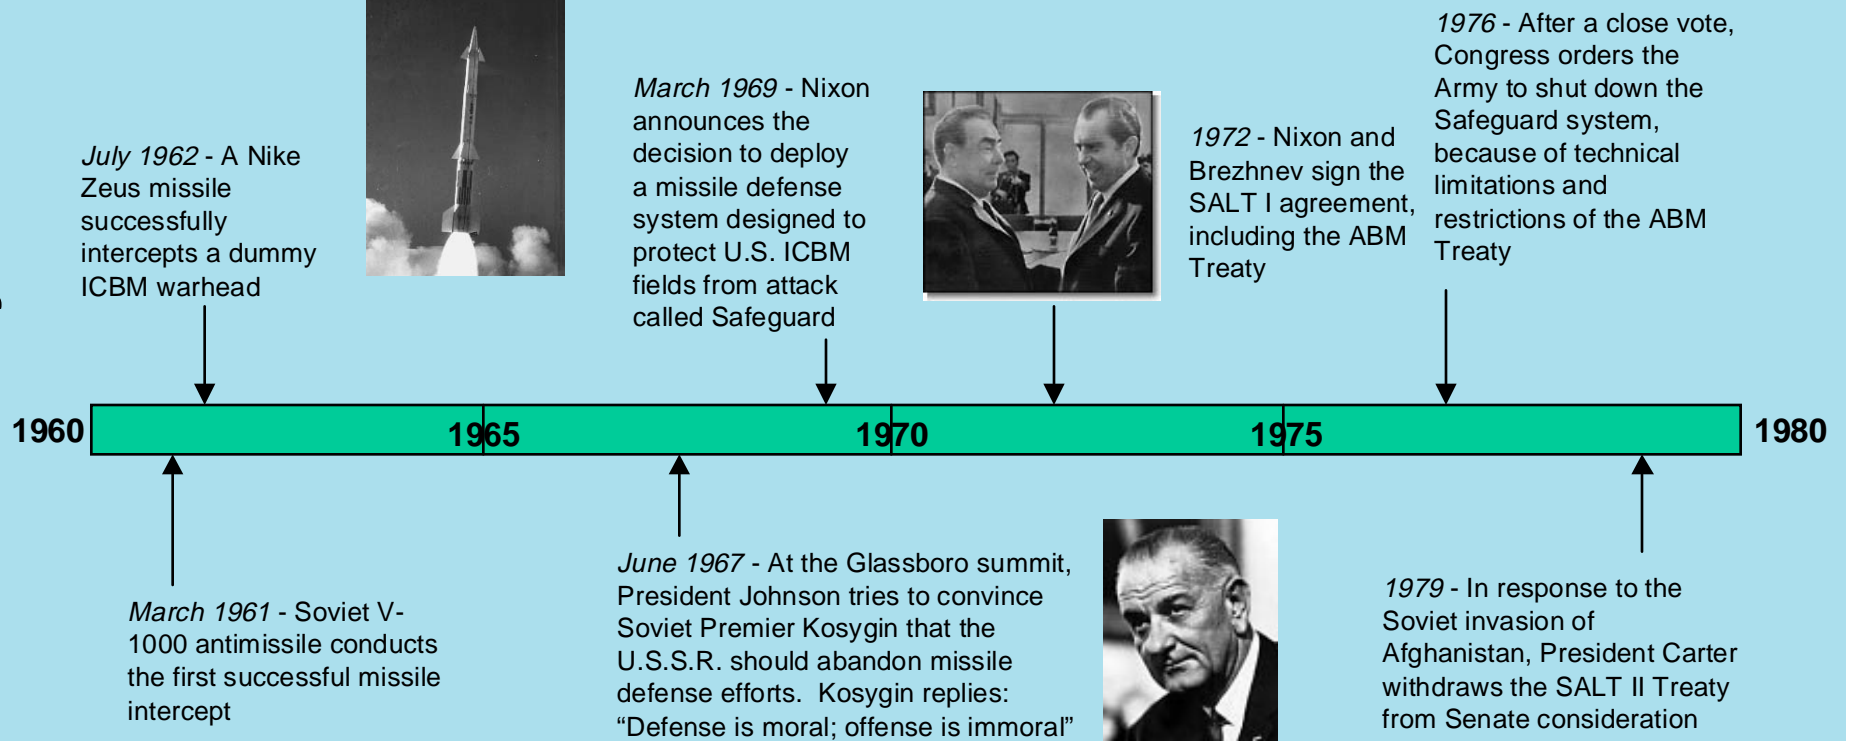 July 1962 - A Nike
Zeus missile
successfully
intercepts a dummy
ICBM warhead
March 1969 - Nixon
announces the
decision to deploy
a missile defense
system designed to
protect U.S. ICBM
fields from attack
called Safeguard
1972 - Nixon and
Brezhnev sign the
SALT I agreement,
including the ABM
Treaty
1976 - After a close vote,
Congress orders the
Army to shut down the
Safeguard system,
because of technical
limitations and
restrictions of the ABM
Treaty
1960 1965 1970 1975 1980
March 1961 - Soviet V-
1000 antimissile conducts
the first successful missile
intercept
June 1967 - At the Glassboro summit,
President Johnson tries to convince
Soviet Premier Kosygin that the
U.S.S.R. should abandon missile
defense efforts.  Kosygin replies:
“Defense is moral; offense is immoral”
1979 - In response to the
Soviet invasion of
Afghanistan, President Carter
withdraws the SALT II Treaty
from Senate consideration